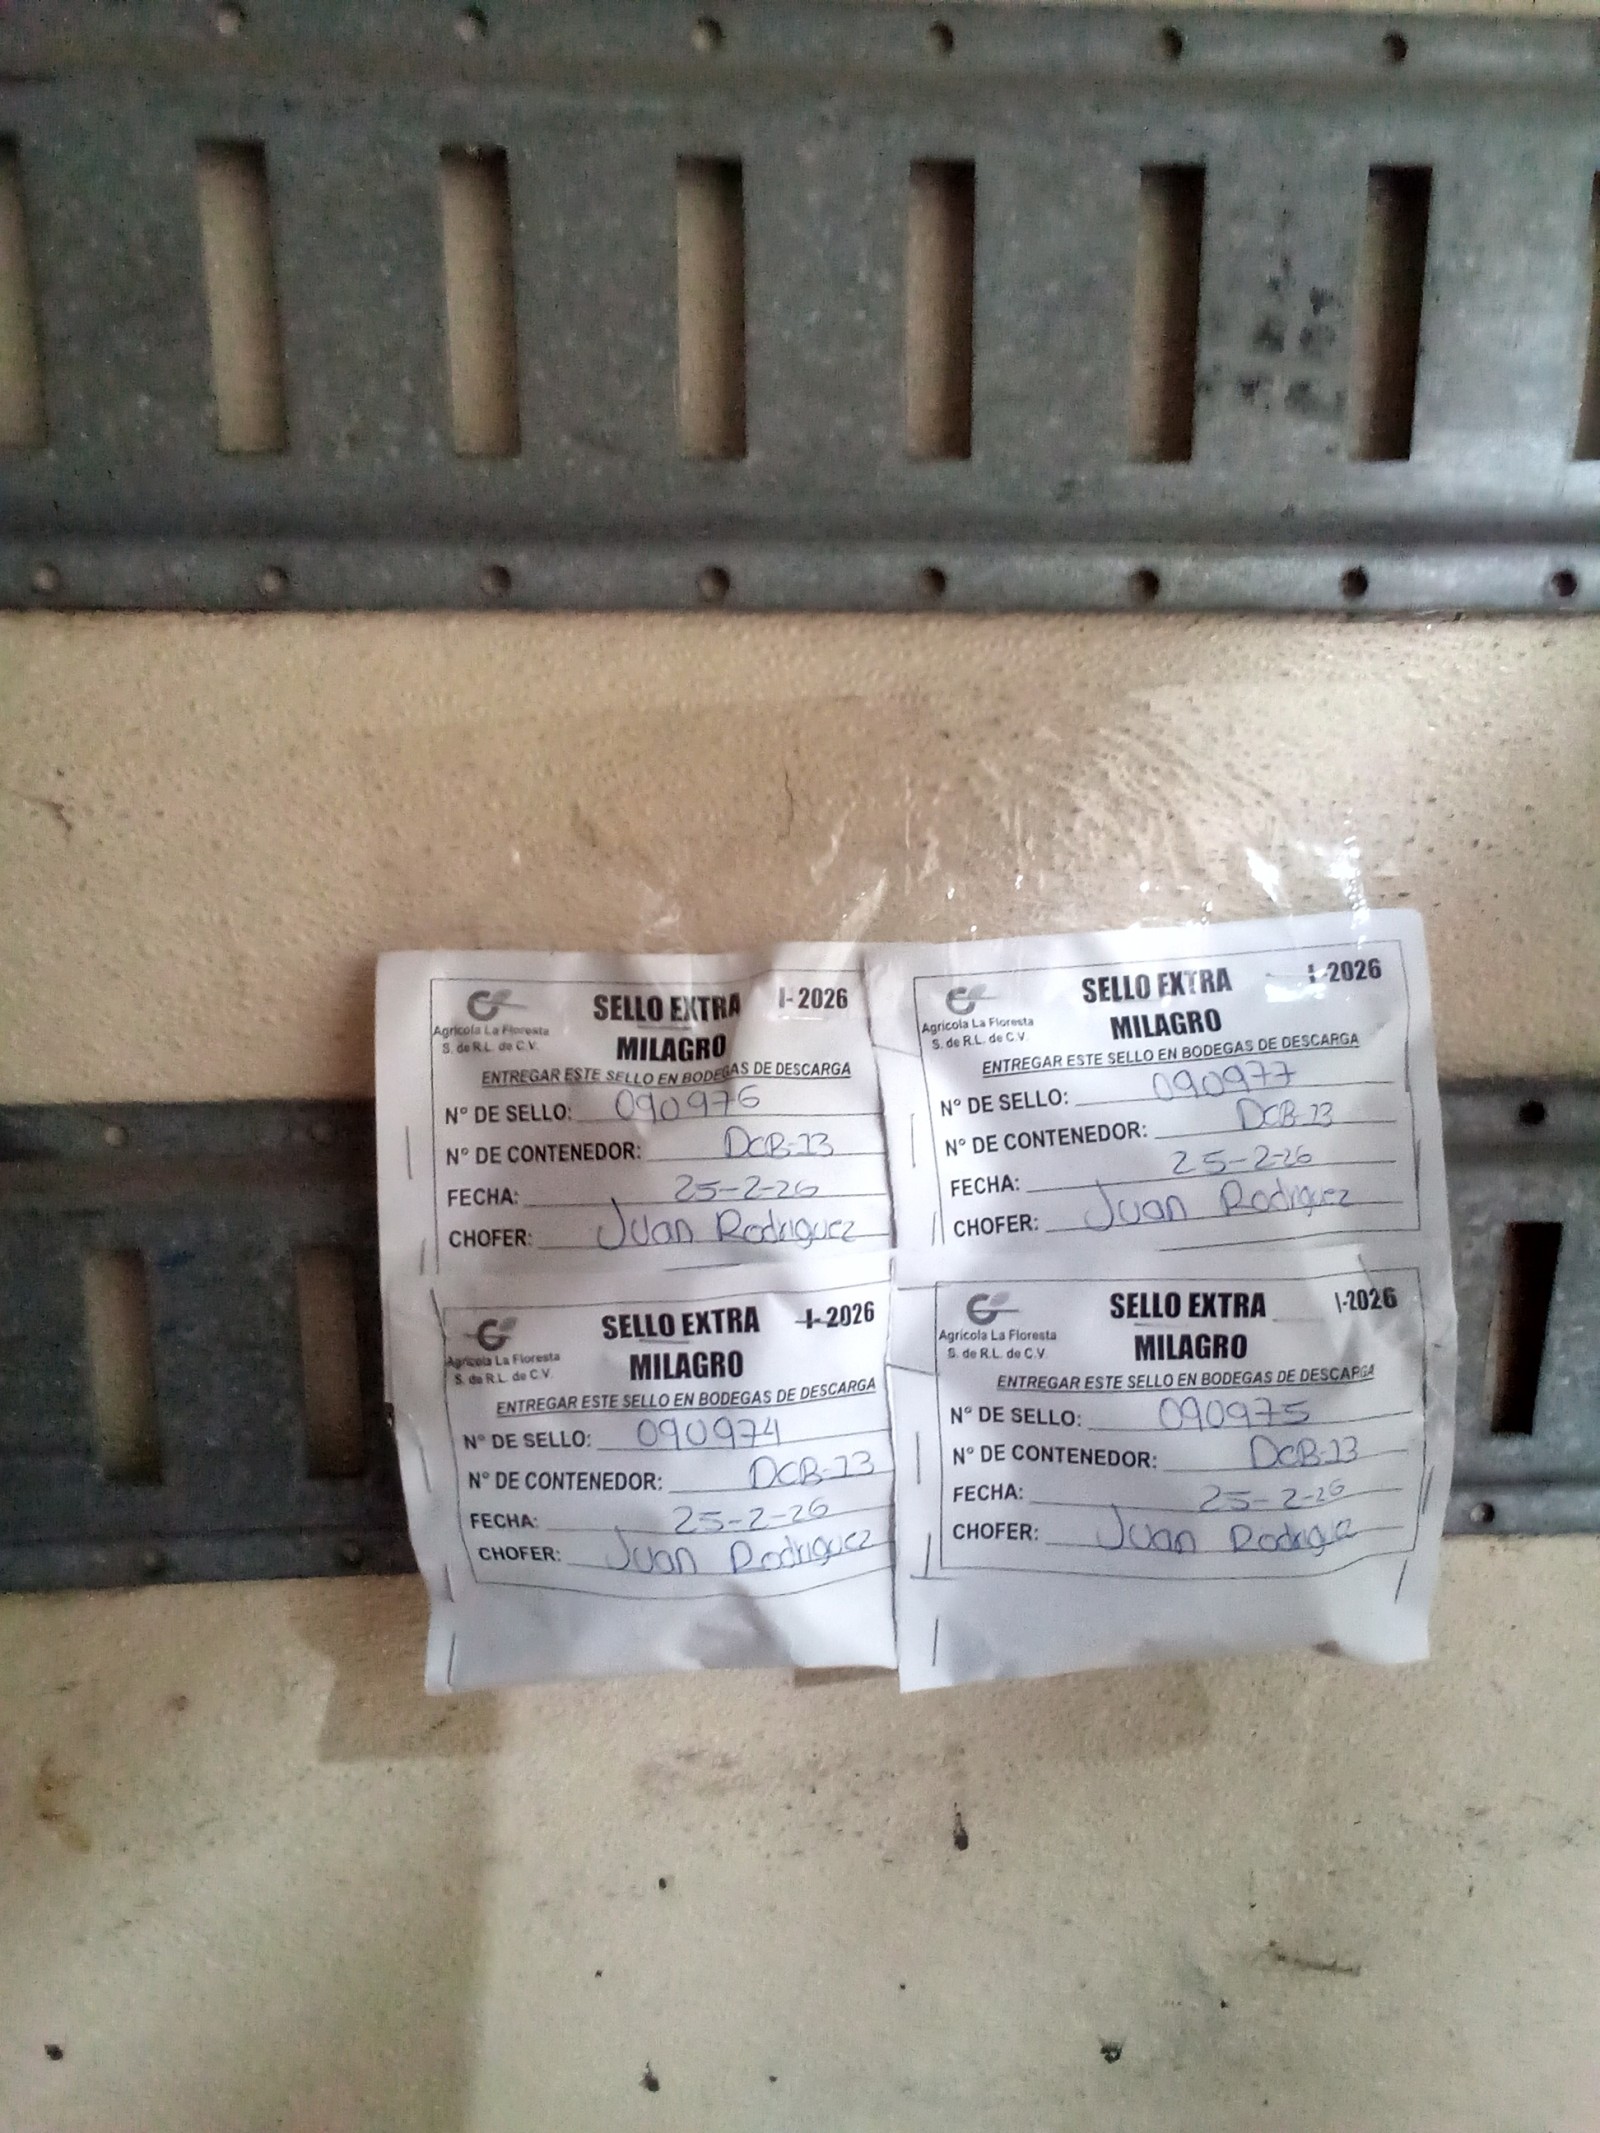 SELLO EXTRA I-2026
Agrícola La Floresta
S. de R.L. de C.V.
MILAGRO
ENTREGAR ESTE SELLO EN BODEGAS DE DESCARGA
N° DE SELLO: 090976
N° DE CONTENEDOR: DCB-13
FECHA: 25-2-26
CHOFER: Juan Rodriguez
SELLO EXTRA I-2026
Agrícola La Floresta
S. de R.L. de C.V.
MILAGRO
ENTREGAR ESTE SELLO EN BODEGAS DE DESCARGA
N° DE SELLO: 090977
N° DE CONTENEDOR: DCB-13
FECHA: 25-2-26
CHOFER: Juan Rodriguez
SELLO EXTRA I-2026
Agrícola La Floresta
S. de R.L. de C.V.
MILAGRO
ENTREGAR ESTE SELLO EN BODEGAS DE DESCARGA
N° DE SELLO: 090974
N° DE CONTENEDOR: DCB-13
FECHA: 25-2-26
CHOFER: Juan Rodriguez
SELLO EXTRA I-2026
Agrícola La Floresta
S. de R.L. de C.V.
MILAGRO
ENTREGAR ESTE SELLO EN BODEGAS DE DESCARGA
N° DE SELLO: 090975
N° DE CONTENEDOR: DCB-13
FECHA: 25-2-26
CHOFER: Juan Rodriguez